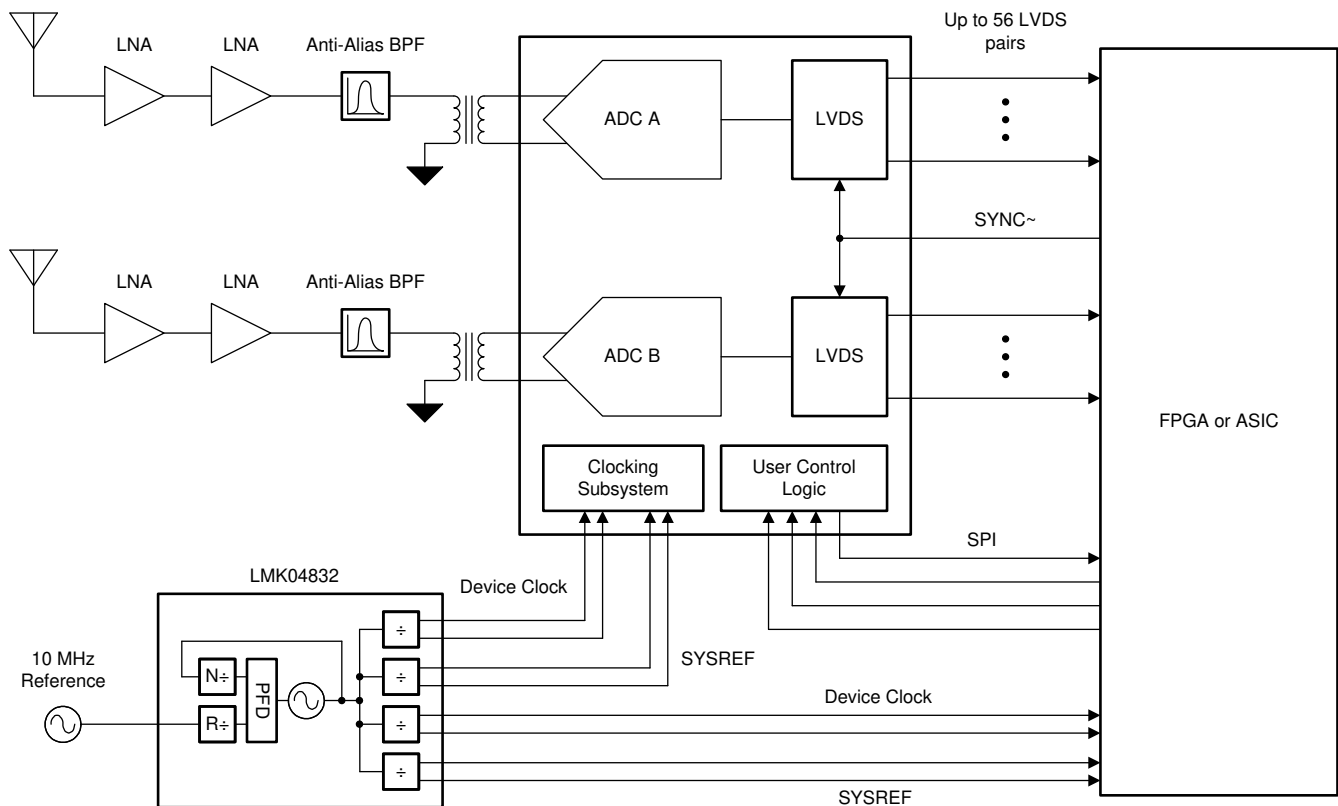 Up to 56 LVDS
pairs
LNA
LNA
Anti-Alias BPF
ADC A
LVDS
SYNC~
LNA
LNA
Anti-Alias BPF
ADC B
LVDS
FPGA or ASIC
Clocking
Subsystem
User Control
Logic
SPI
LMK04832
Device Clock
10 MHz
Reference
N÷
R÷
PFD
÷
÷
÷
÷
SYSREF
Device Clock
SYSREF